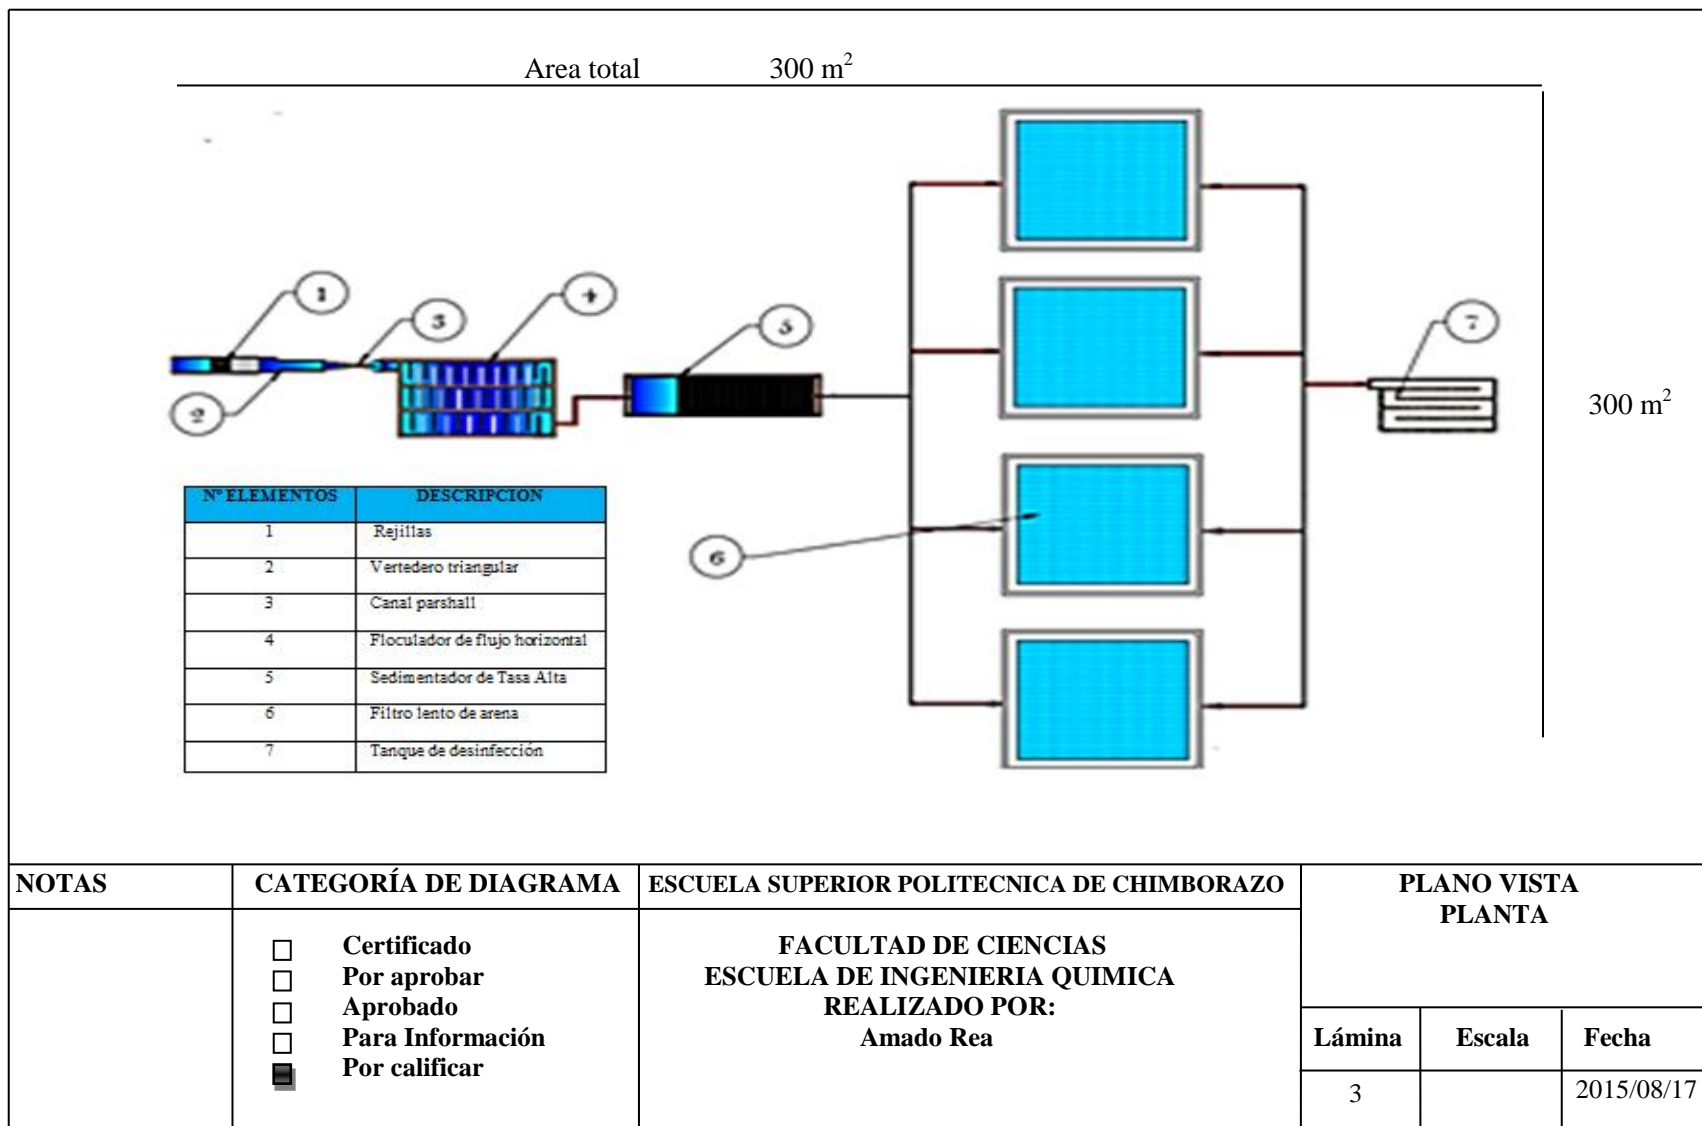 Area total 300 m²
1
3
4
5
2
7
6
300 m²
Nº ELEMENTOS DESCRIPCION
1 Rejillas
2 Vertedero triangular
3 Canal parshall
4 Floculador de flujo horizontal
5 Sedimentador de Tasa Alta
6 Filtro lento de arena
7 Tanque de desinfección
NOTAS
CATEGORÍA DE DIAGRAMA
Certificado
Por aprobar
Aprobado
Para Información
Por calificar
ESCUELA SUPERIOR POLITECNICA DE CHIMBORAZO
FACULTAD DE CIENCIAS
ESCUELA DE INGENIERIA QUIMICA
REALIZADO POR:
Amado Rea
PLANO VISTA
PLANTA
Lámina Escala Fecha
3 2015/08/17